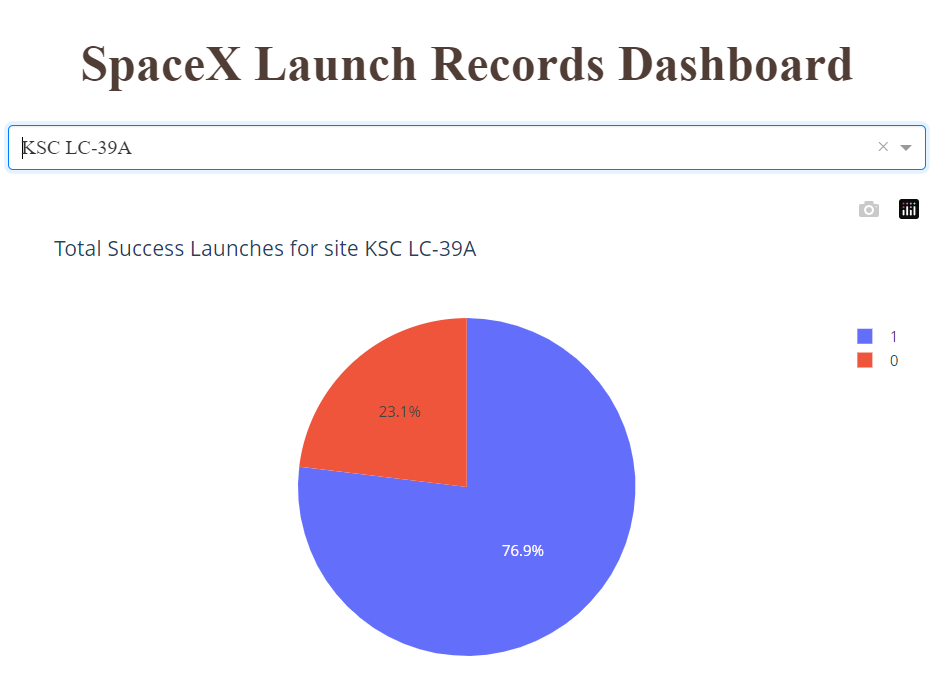 SpaceX Launch Records Dashboard
KSC LC-39A
Total Success Launches for site KSC LC-39A
1
0
23.1%
76.9%